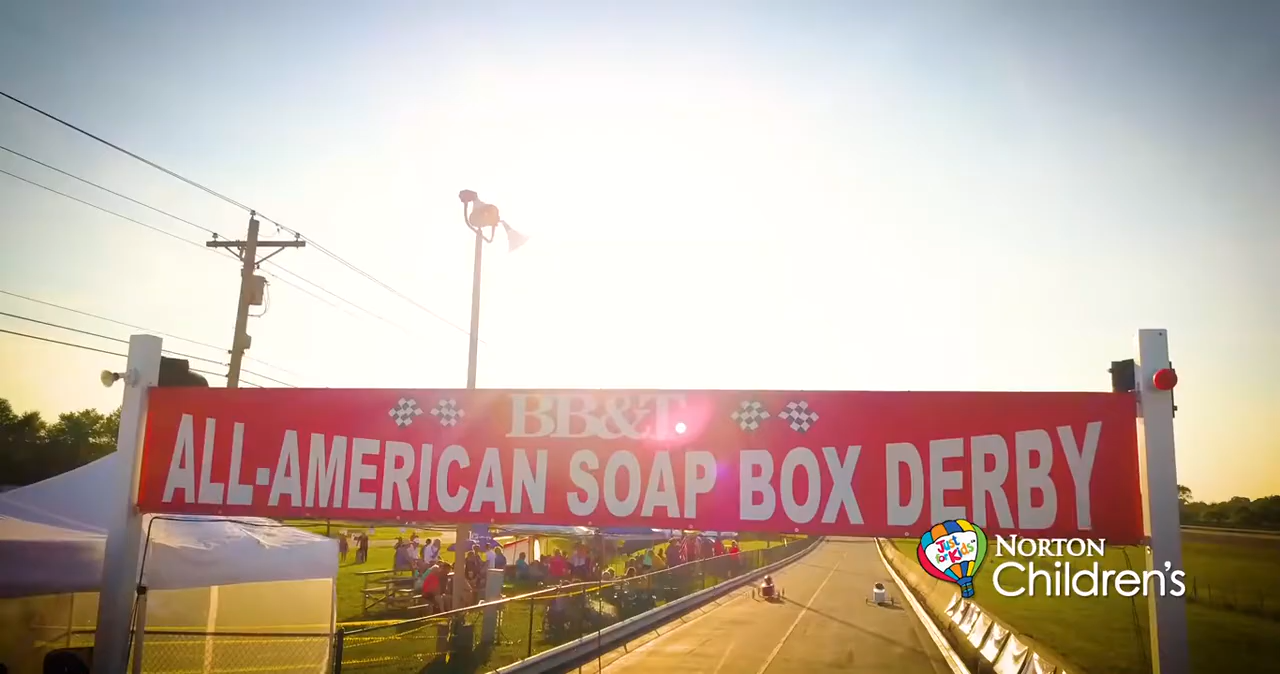 BB&T
ALL-AMERICAN SOAP BOX DERBY
Just
for Kids
NORTON
Children's